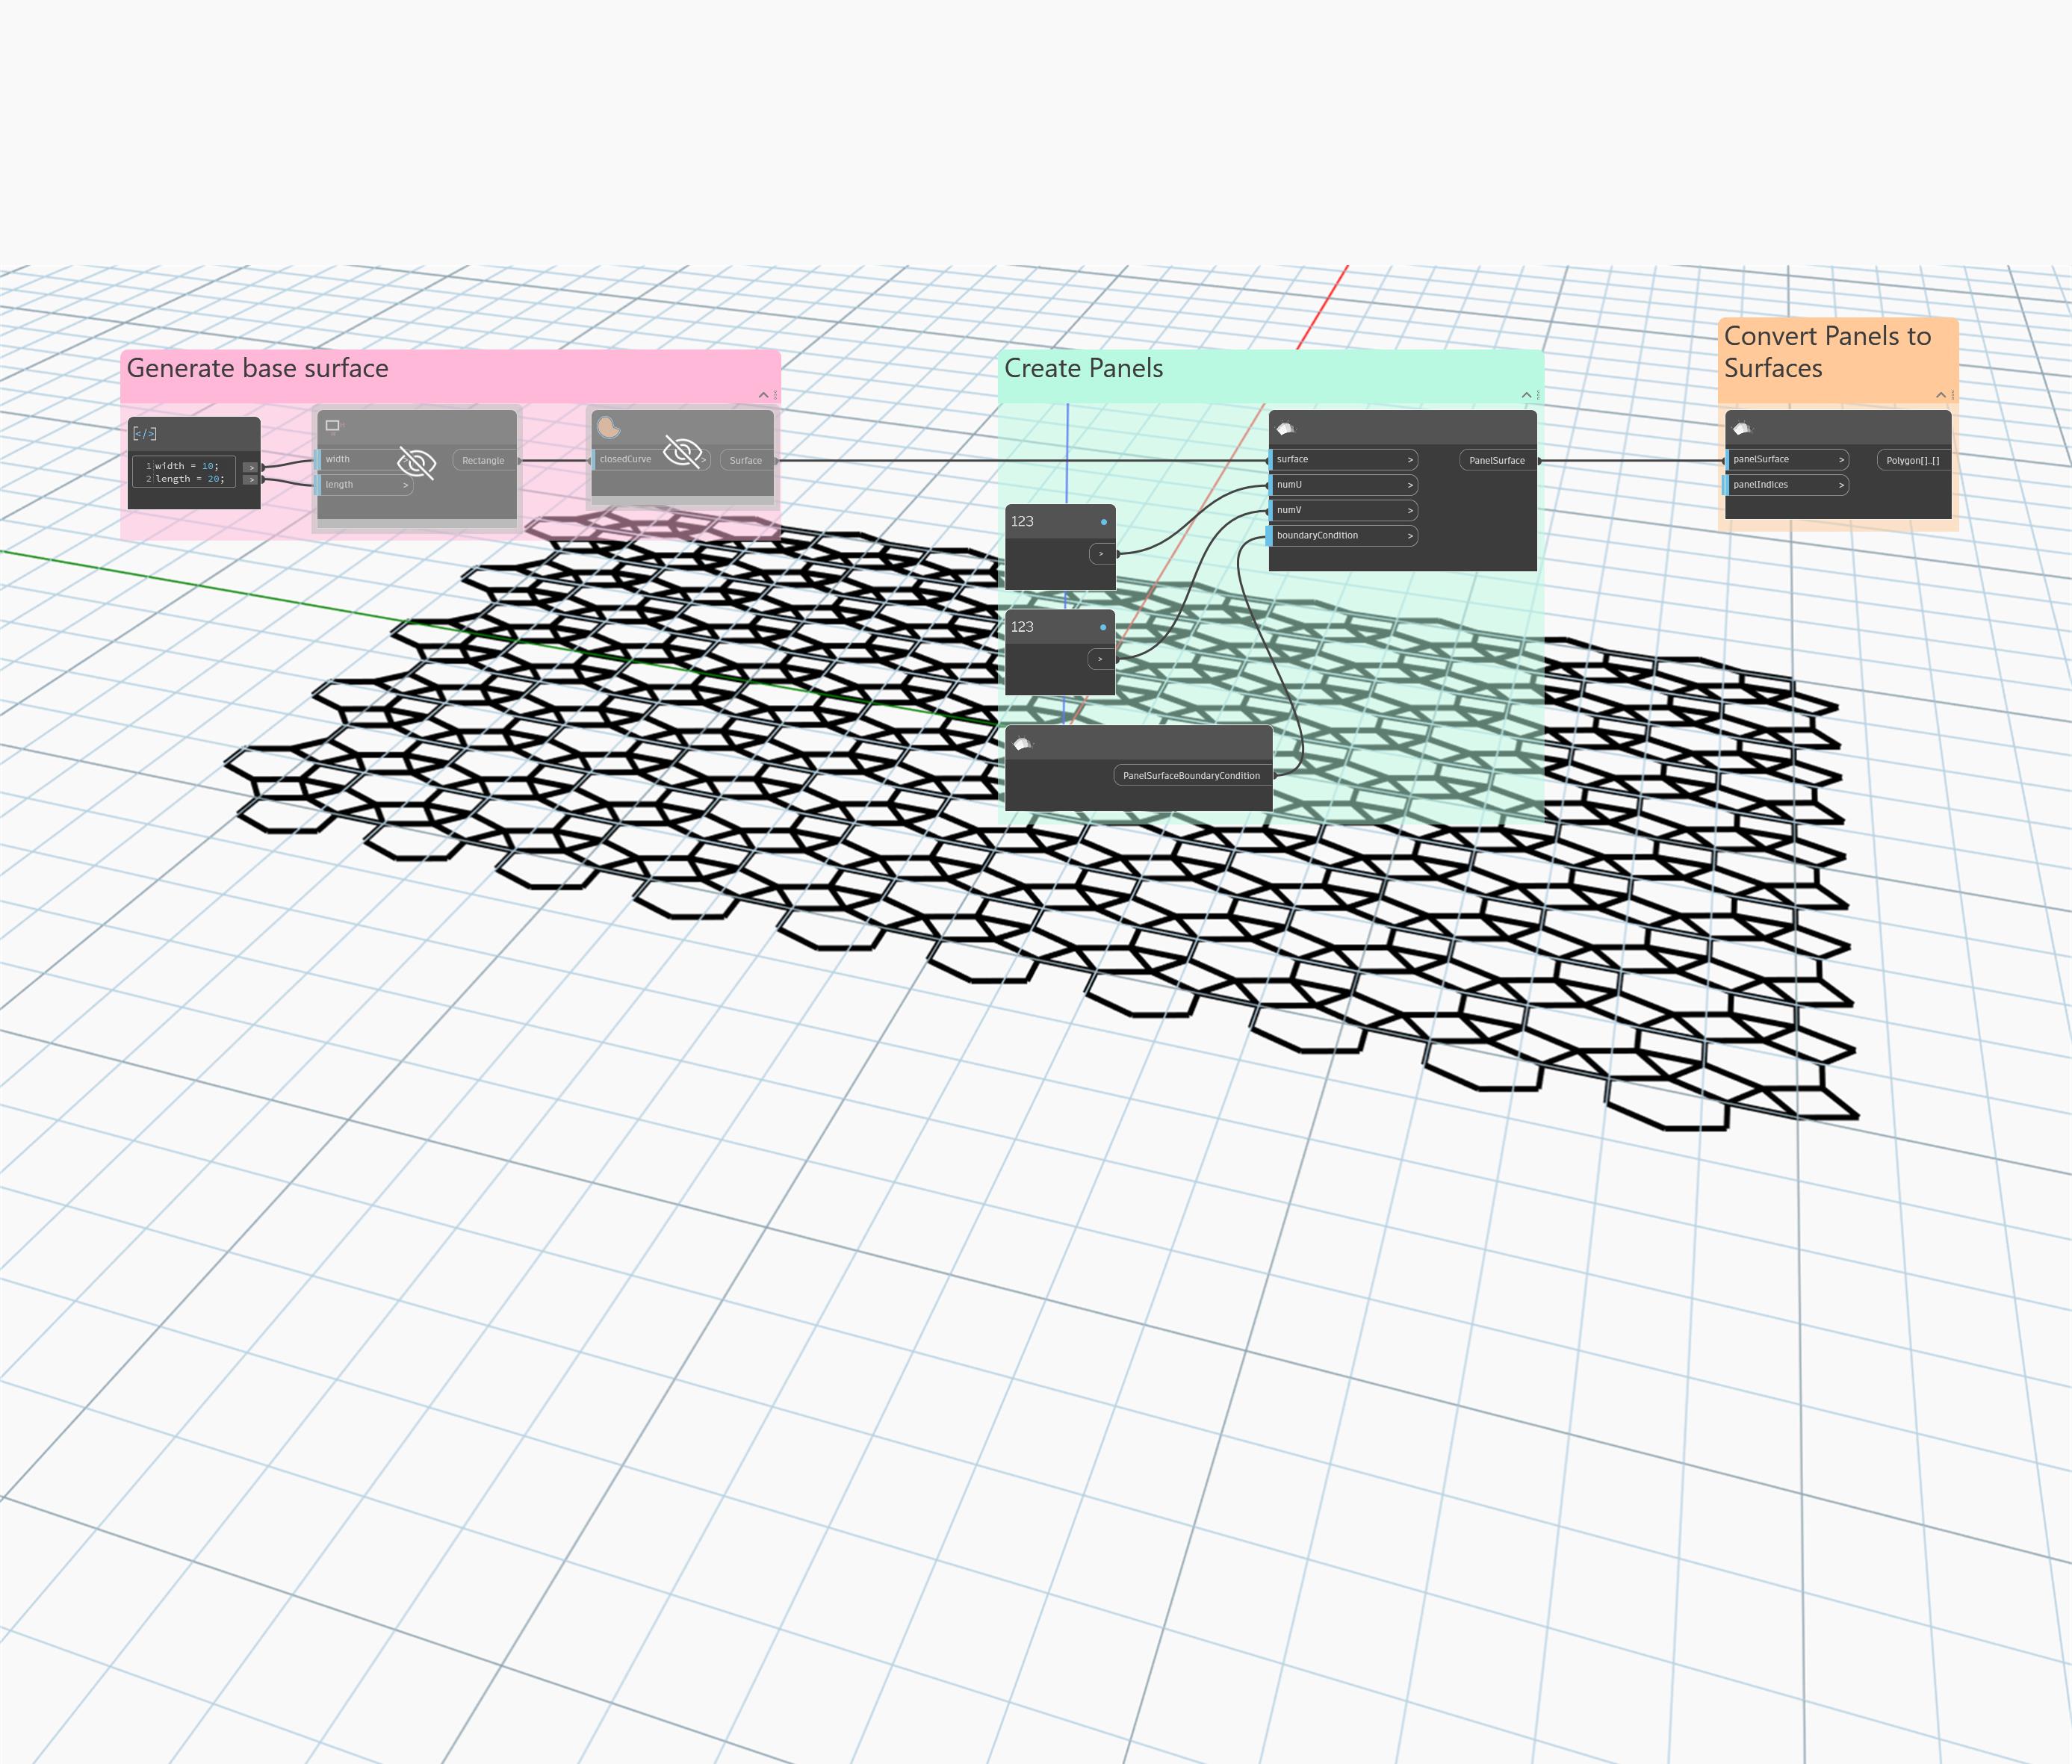 Generate base surface
</>
1 width = 10; >
2 length = 20; >
width
length >
Rectangle
closedCurve >
Surface
Create Panels
123
>
123
>
PanelSurfaceBoundaryCondition
surface >
numU >
numV >
boundaryCondition >
PanelSurface
Convert Panels to
Surfaces
panelSurface >
panelIndices >
Polygon[]..[]